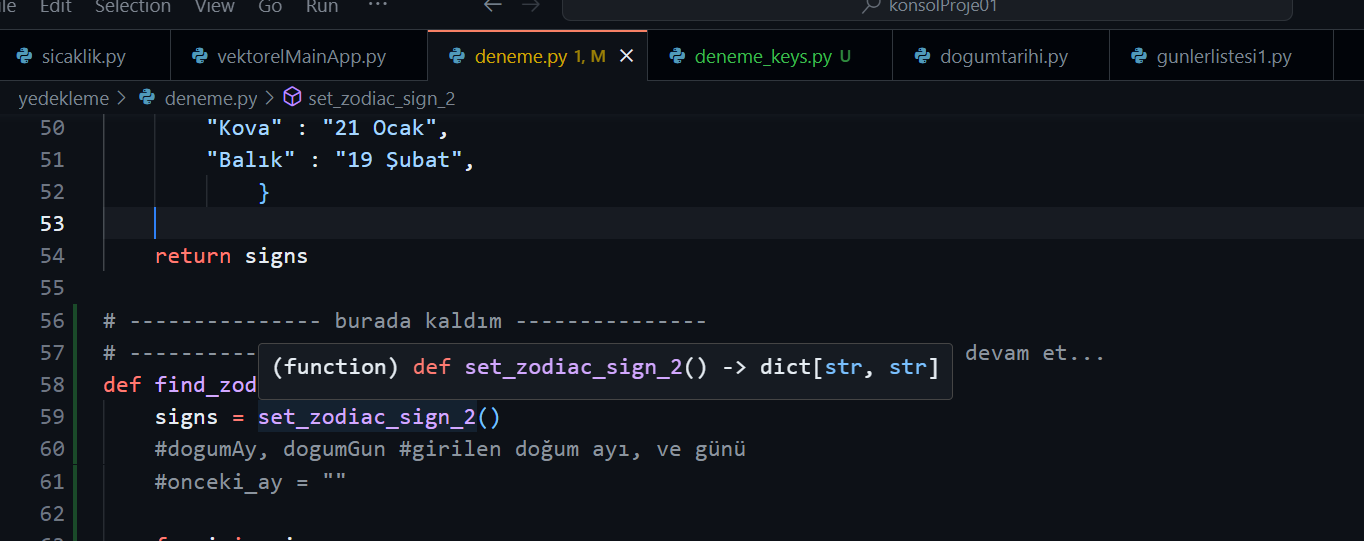 Edit Selection View Go Run ··· konsolProje01
sicaklik.py vektorelMainApp.py deneme.py 1, M deneme_keys.py U dogumtarihi.py gunlerlistesi1.py
yedekleme > deneme.py > set_zodiac_sign_2
50 "Kova" : "21 Ocak",
51 "Balık" : "19 Şubat",
52 }
53
54 return signs
55
56 # --------------- burada kaldım ---------------
57 # ---------- devam et...
(function) def set_zodiac_sign_2() -> dict[str, str]
58 def find_zod
59 signs = set_zodiac_sign_2()
60 #dogumAy, dogumGun #girilen doğum ayı, ve günü
61 #onceki_ay = ""
62